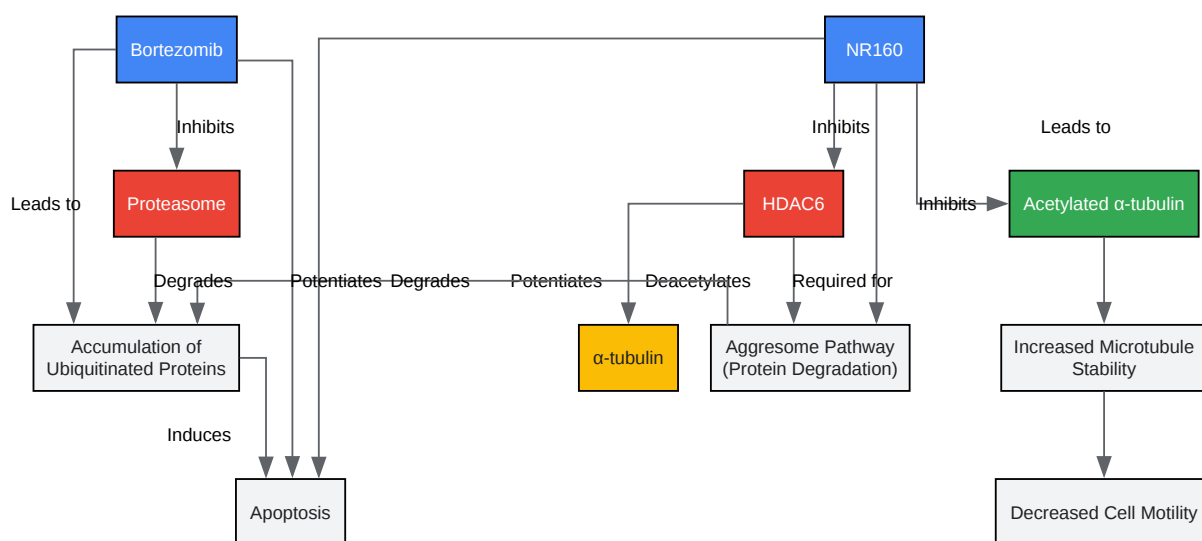 Bortezomib
NR160
Inhibits
Inhibits
Leads to
Leads to
Proteasome
HDAC6
Inhibits
Acetylated α-tubulin
Degrades
Potentiates
Degrades
Potentiates
Deacetylates
Required for
Accumulation of
Ubiquitinated Proteins
α-tubulin
Aggresome Pathway
(Protein Degradation)
Increased Microtubule
Stability
Induces
Apoptosis
Decreased Cell Motility